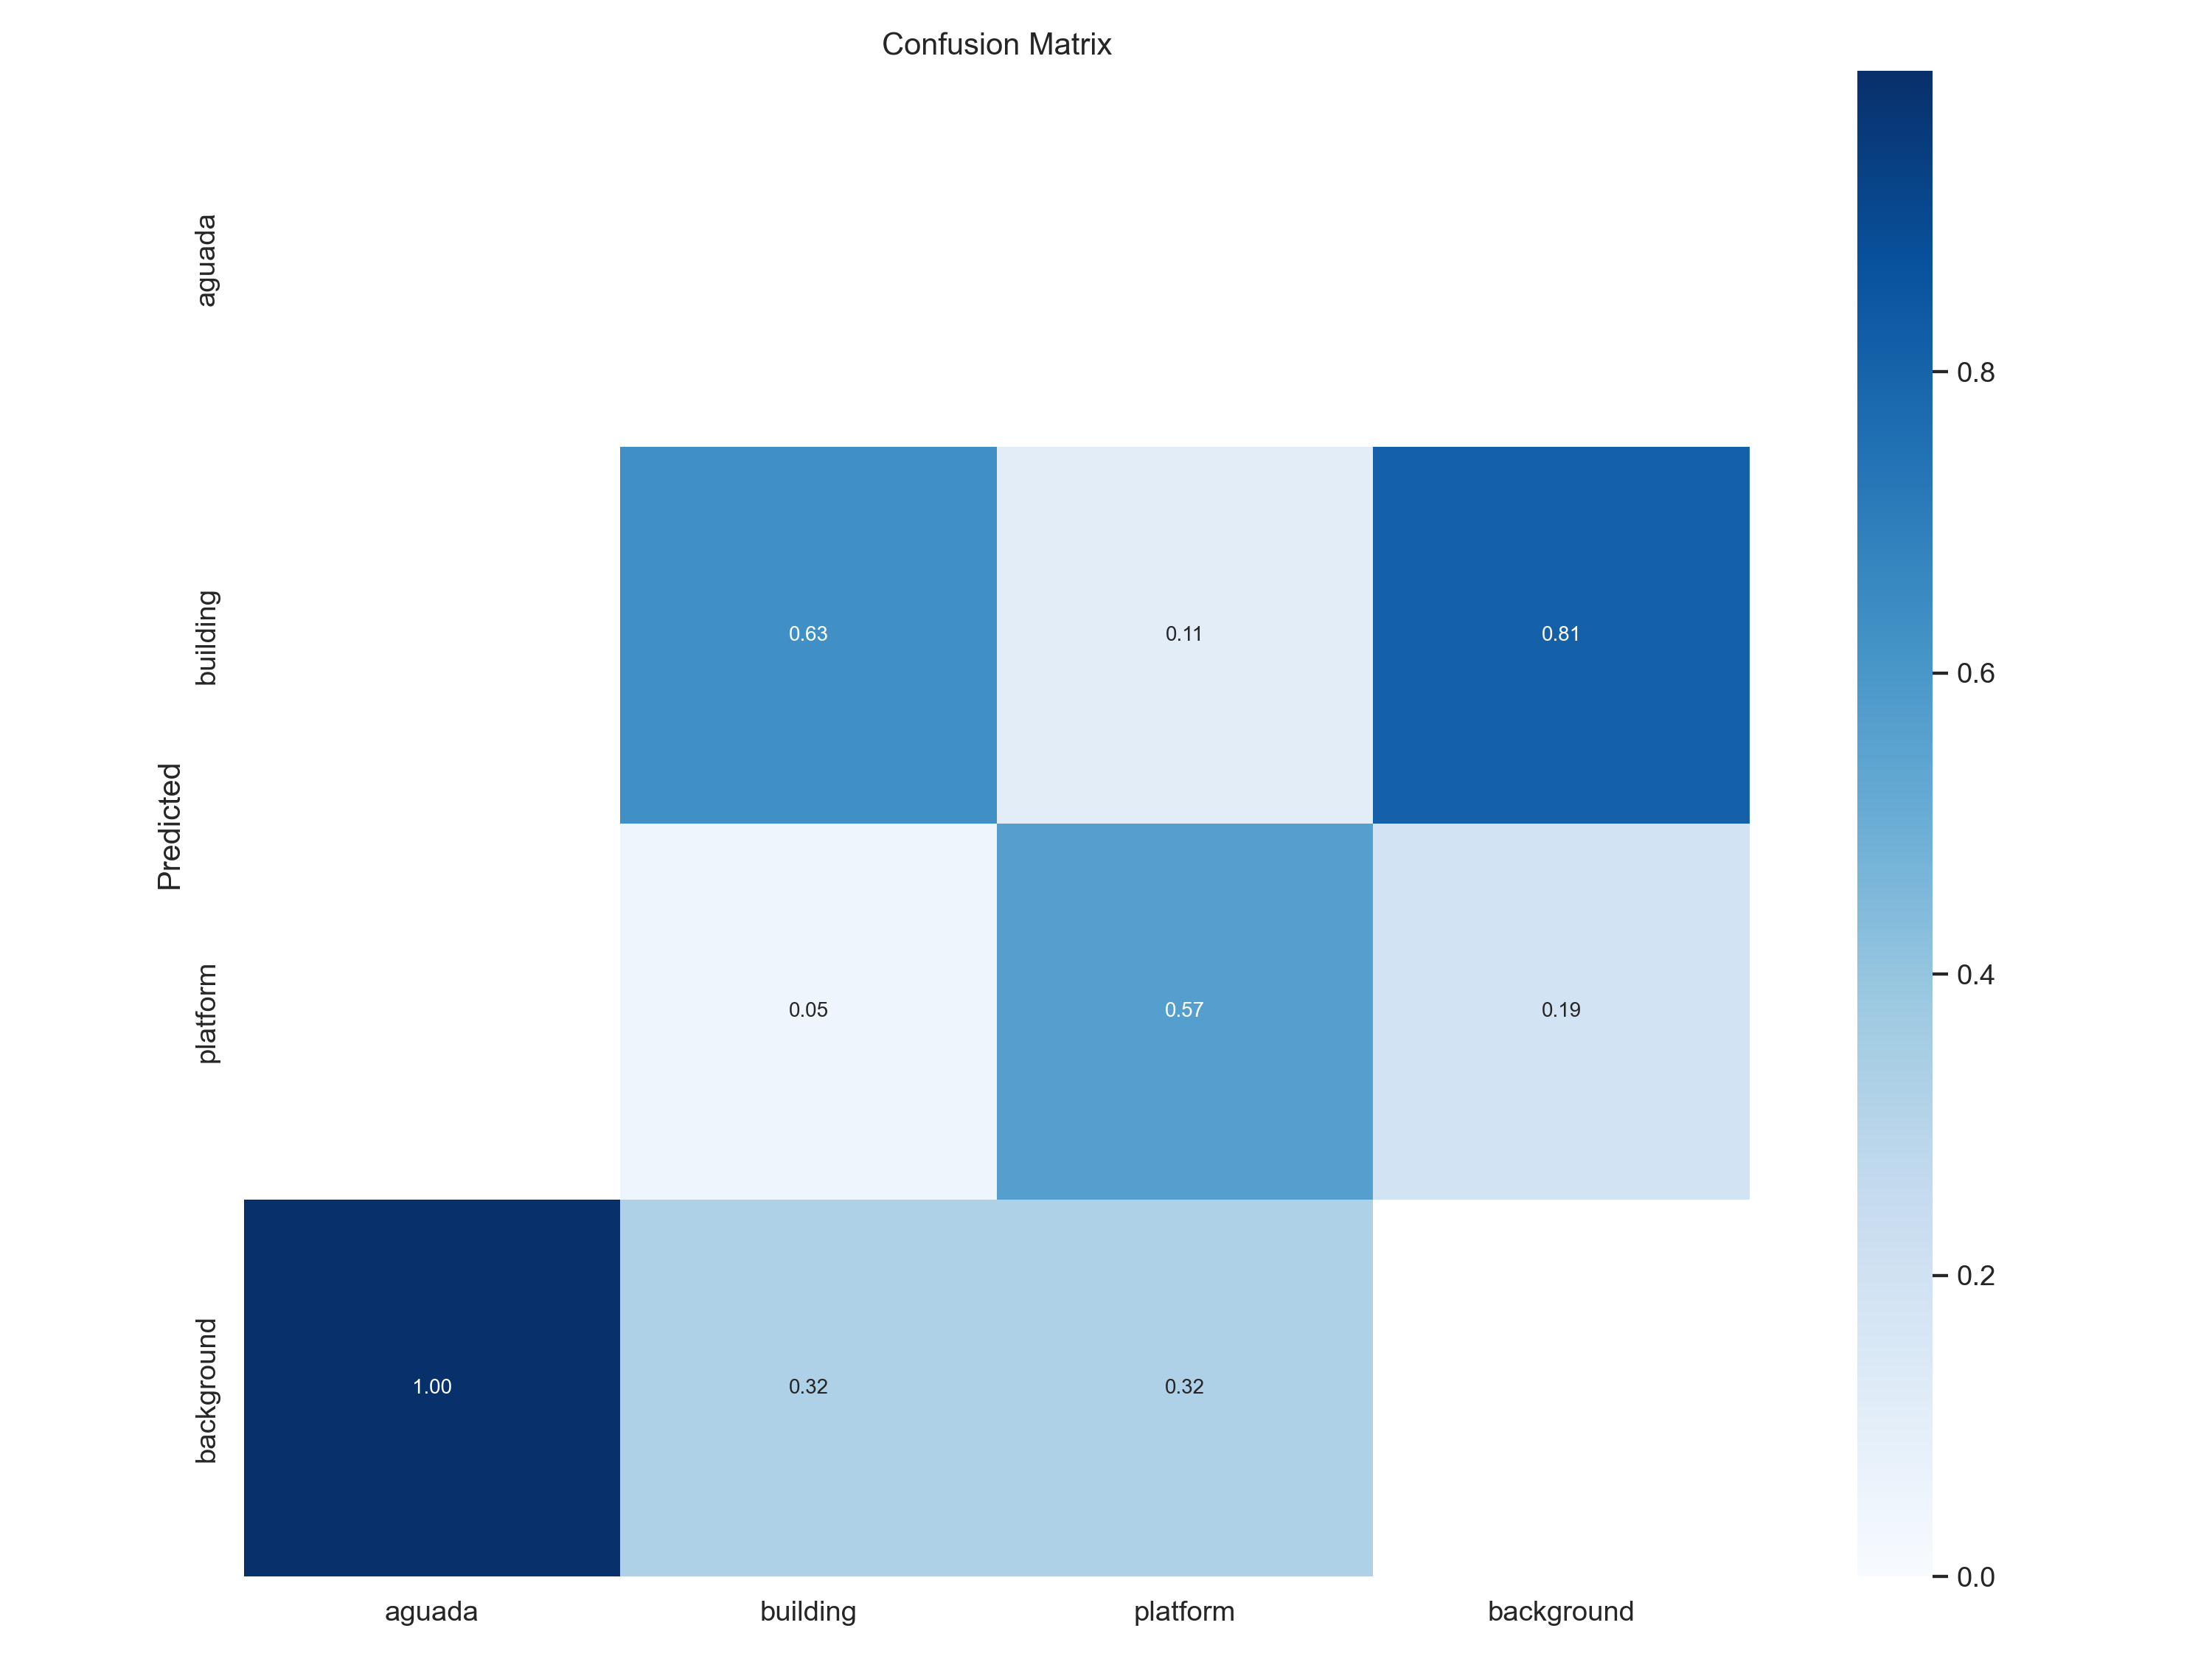 Confusion Matrix
aguada
building
platform
background
Predicted
0.63 0.11 0.81
0.05 0.57 0.19
1.00 0.32 0.32
aguada building platform background
0.8
0.6
0.4
0.2
0.0